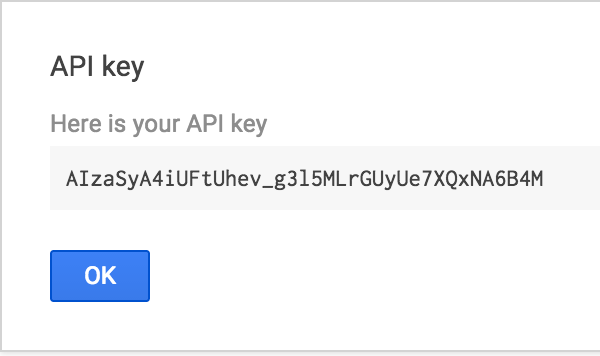 API key
Here is your API key
AIzaSyA4iUFtUhev_g3l5MLrGUyUe7XQxNA6B4M
OK